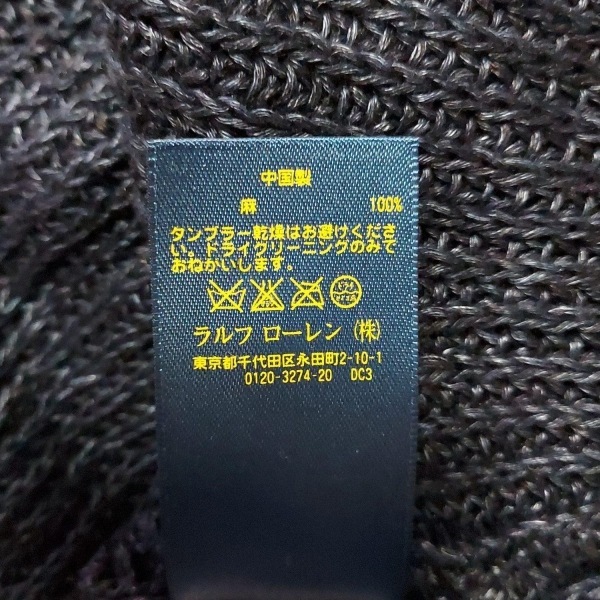 中国製
麻 100%
タンブラー乾燥はお避けくださ
い。ドライクリーニングのみで
おねがいします。
ラルフ ローレン (株)
東京都千代田区永田町2-10-1
0120-3274-20 DC3